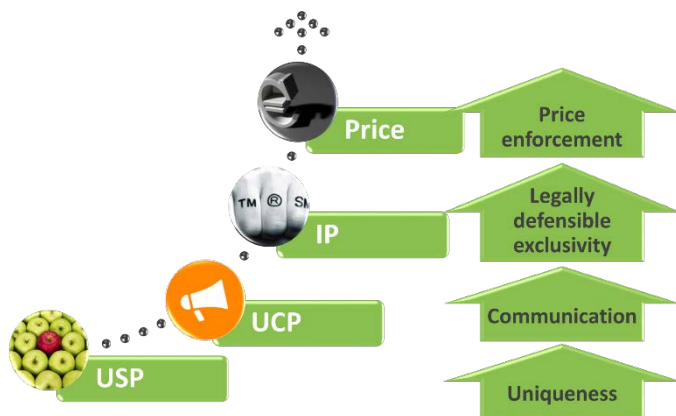 Price
Price
enforcement
TM ® SM
IP
Legally
defensible
exclusivity
UCP
Communication
USP
Uniqueness